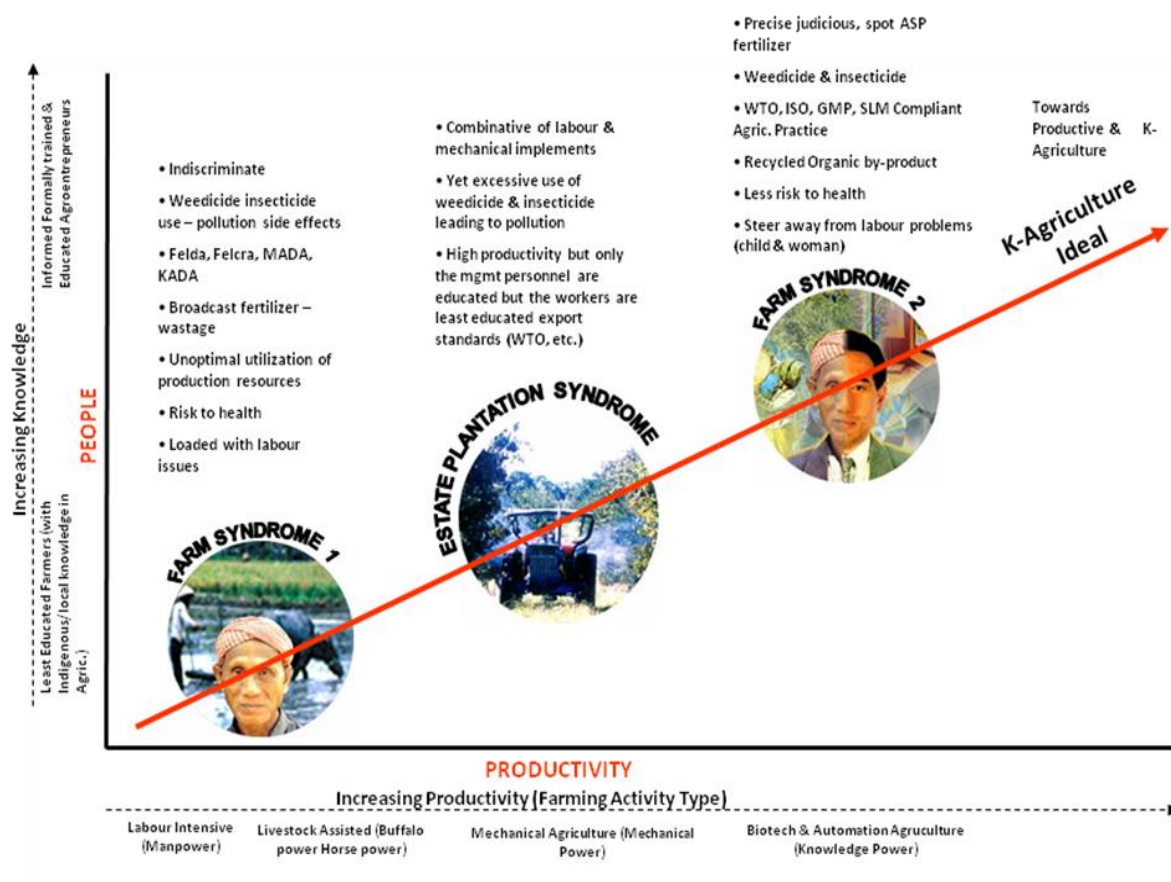 • Precise judicious, spot ASP
fertilizer
• Weedicide & insecticide
• WTO, ISO, GMP, SLM Compliant
Agric. Practice
• Recycled Organic by-product
• Less risk to health
• Steer away from labour problems
(child & woman)
Towards
Productive & K-
Agriculture
• Combinative of labour &
mechanical implements
• Yet excessive use of
weedicide & insecticide
leading to pollution
• High productivity but only
the mgmt personnel are
educated but the workers are
least educated export
standards (WTO, etc.)
• Indiscriminate
• Weedicide insecticide
use – pollution side effects
• Felda, Felcra, MADA,
KADA
• Broadcast fertilizer –
wastage
• Unoptimal utilization of
production resources
• Risk to health
• Loaded with labour
issues
K-Agriculture
Ideal
FARM SYNDROME 2
ESTATE PLANTATION SYNDROME
FARM SYNDROME 1
Increasing Knowledge
Informed Formally trained &
Educated Agroentrepreneurs
Least Educated Farmers (with
Indigenous/local knowledge in
Agric.)
PEOPLE
PRODUCTIVITY
Increasing Productivity (Farming Activity Type)
Labour Intensive
(Manpower)
Livestock Assisted (Buffalo
power Horse power)
Mechanical Agriculture (Mechanical
Power)
Biotech & Automation Agruculture
(Knowledge Power)